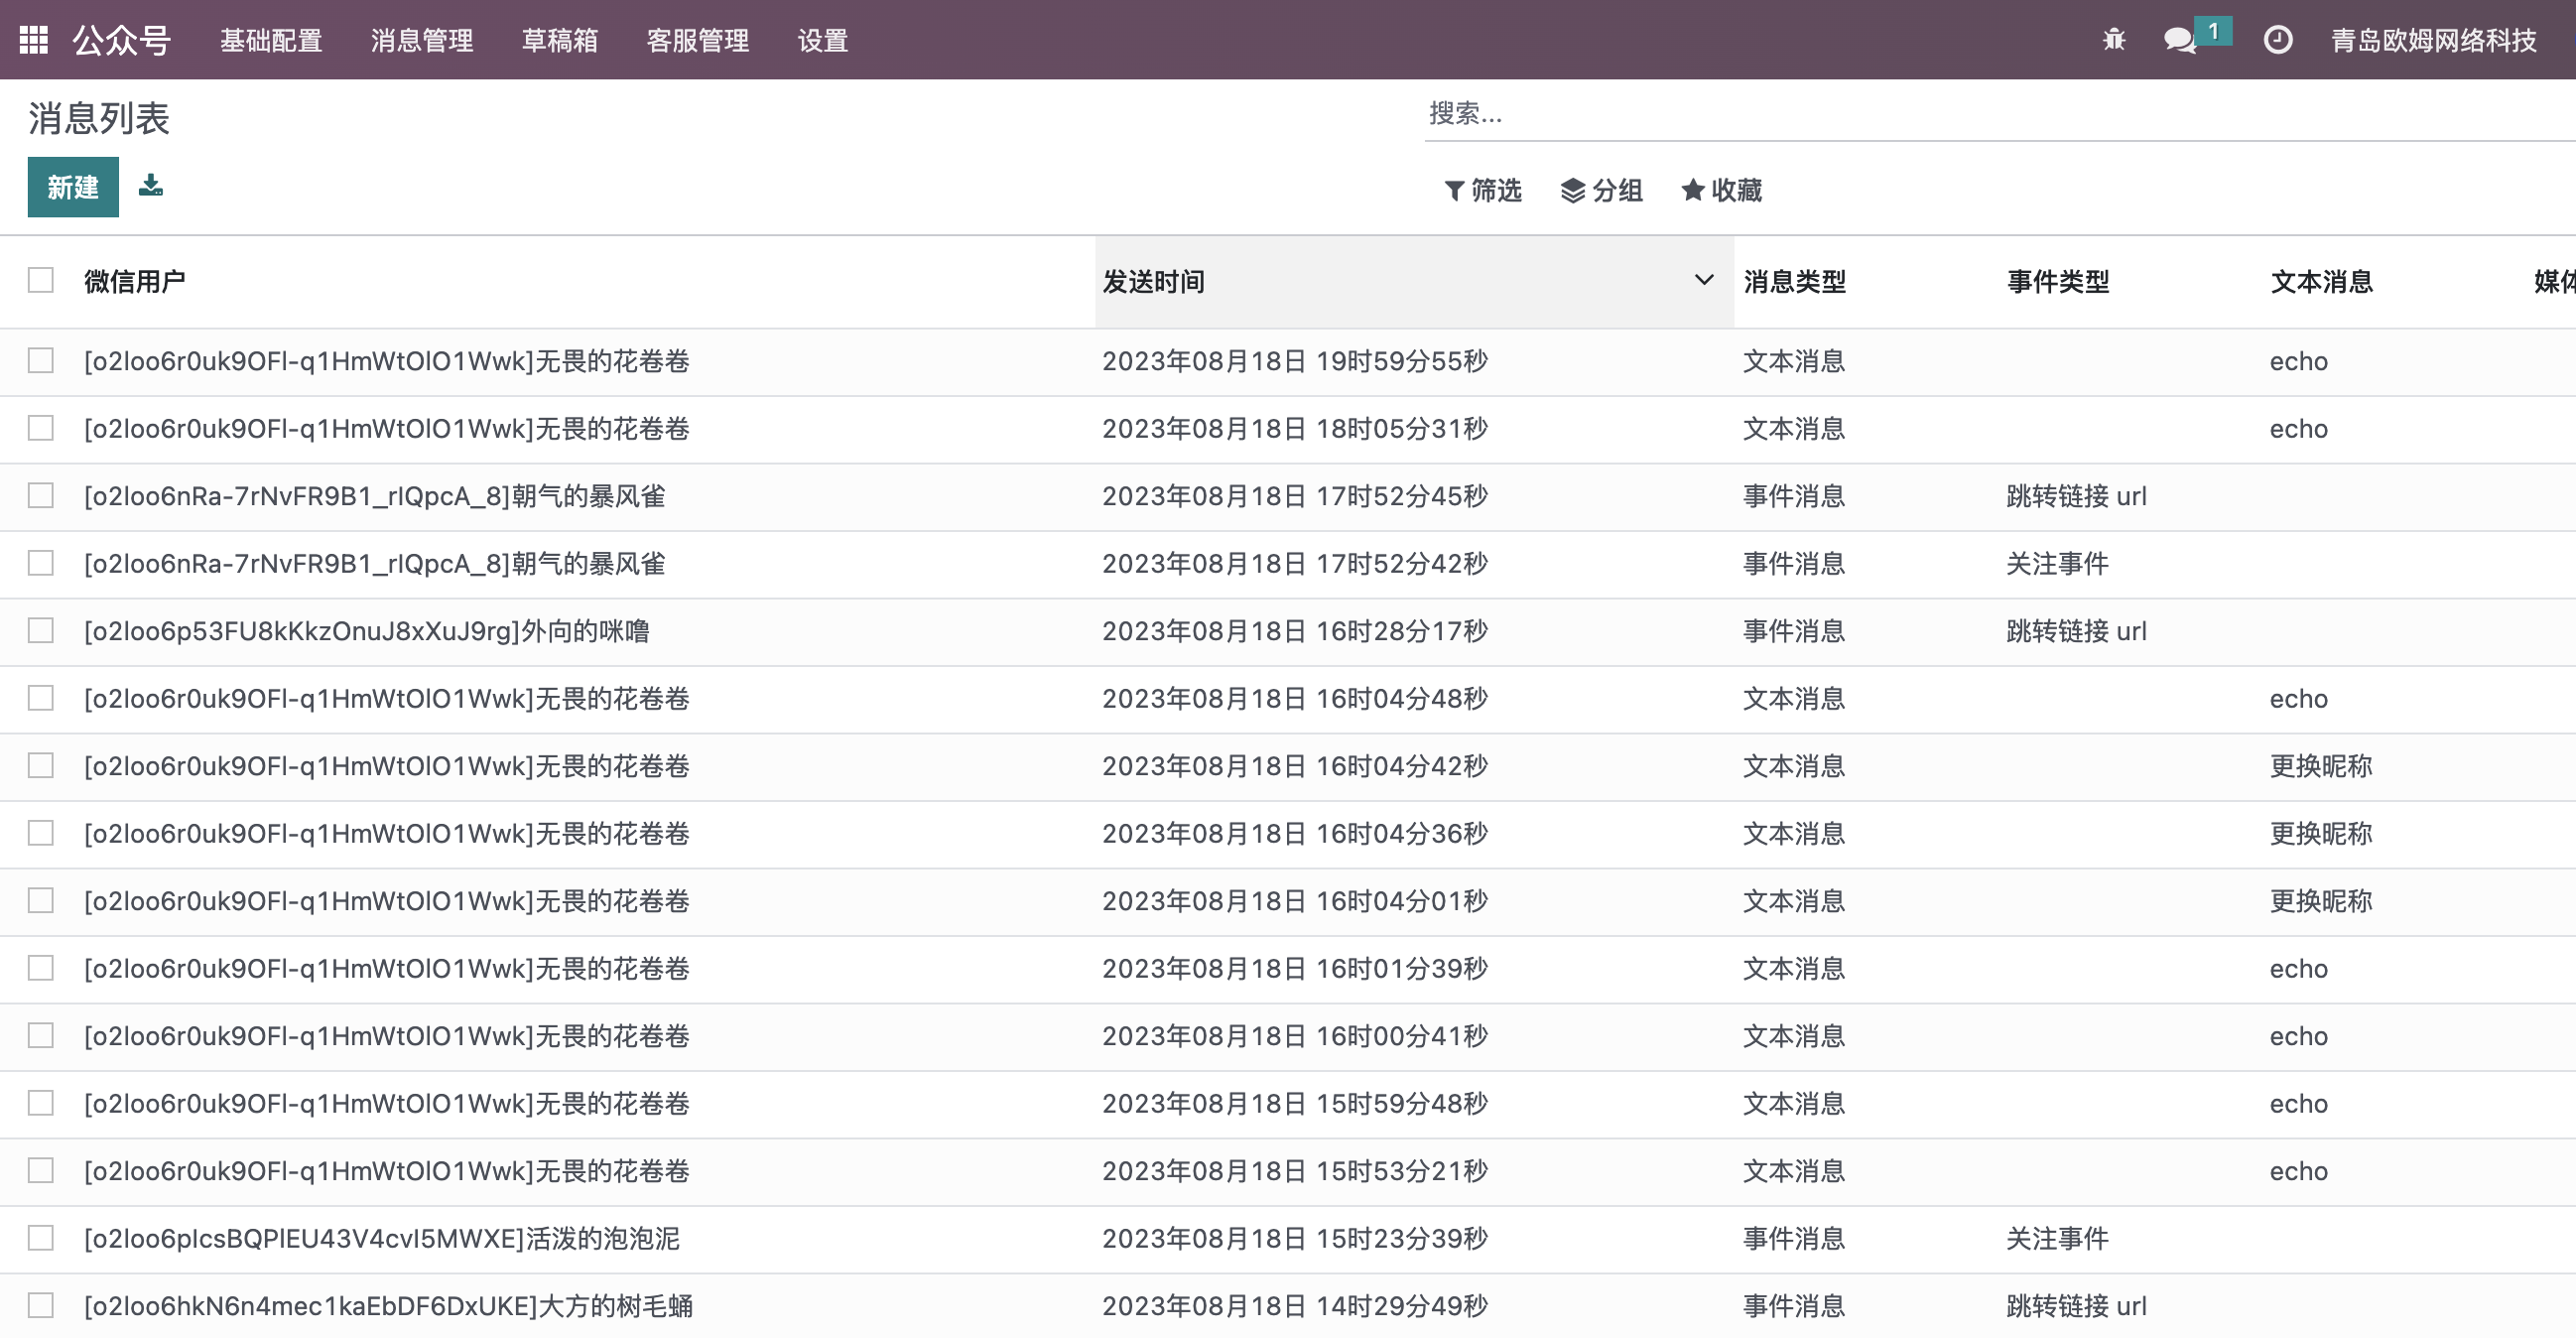 公众号 基础配置 消息管理 草稿箱 客服管理 设置 1 青岛欧姆网络科技
消息列表 搜索...
新建 筛选 分组 收藏
微信用户 发送时间 消息类型 事件类型 文本消息 媒体
[o2loo6r0uk9OFl-q1HmWtOlO1Wwk]无畏的花卷卷 2023年08月18日 19时59分55秒 文本消息 echo
[o2loo6r0uk9OFl-q1HmWtOlO1Wwk]无畏的花卷卷 2023年08月18日 18时05分31秒 文本消息 echo
[o2loo6nRa-7rNvFR9B1_rIQpcA_8]朝气的暴风雀 2023年08月18日 17时52分45秒 事件消息 跳转链接 url
[o2loo6nRa-7rNvFR9B1_rIQpcA_8]朝气的暴风雀 2023年08月18日 17时52分42秒 事件消息 关注事件
[o2loo6p53FU8kKkzOnuJ8xXuJ9rg]外向的咪噜 2023年08月18日 16时28分17秒 事件消息 跳转链接 url
[o2loo6r0uk9OFl-q1HmWtOlO1Wwk]无畏的花卷卷 2023年08月18日 16时04分48秒 文本消息 echo
[o2loo6r0uk9OFl-q1HmWtOlO1Wwk]无畏的花卷卷 2023年08月18日 16时04分42秒 文本消息 更换昵称
[o2loo6r0uk9OFl-q1HmWtOlO1Wwk]无畏的花卷卷 2023年08月18日 16时04分36秒 文本消息 更换昵称
[o2loo6r0uk9OFl-q1HmWtOlO1Wwk]无畏的花卷卷 2023年08月18日 16时04分01秒 文本消息 更换昵称
[o2loo6r0uk9OFl-q1HmWtOlO1Wwk]无畏的花卷卷 2023年08月18日 16时01分39秒 文本消息 echo
[o2loo6r0uk9OFl-q1HmWtOlO1Wwk]无畏的花卷卷 2023年08月18日 16时00分41秒 文本消息 echo
[o2loo6r0uk9OFl-q1HmWtOlO1Wwk]无畏的花卷卷 2023年08月18日 15时59分48秒 文本消息 echo
[o2loo6r0uk9OFl-q1HmWtOlO1Wwk]无畏的花卷卷 2023年08月18日 15时53分21秒 文本消息 echo
[o2loo6pIcsBQPlEU43V4cvI5MWXE]活泼的泡泡泥 2023年08月18日 15时23分39秒 事件消息 关注事件
[o2loo6hkN6n4mec1kaEbDF6DxUKE]大方的树毛蛹 2023年08月18日 14时29分49秒 事件消息 跳转链接 url